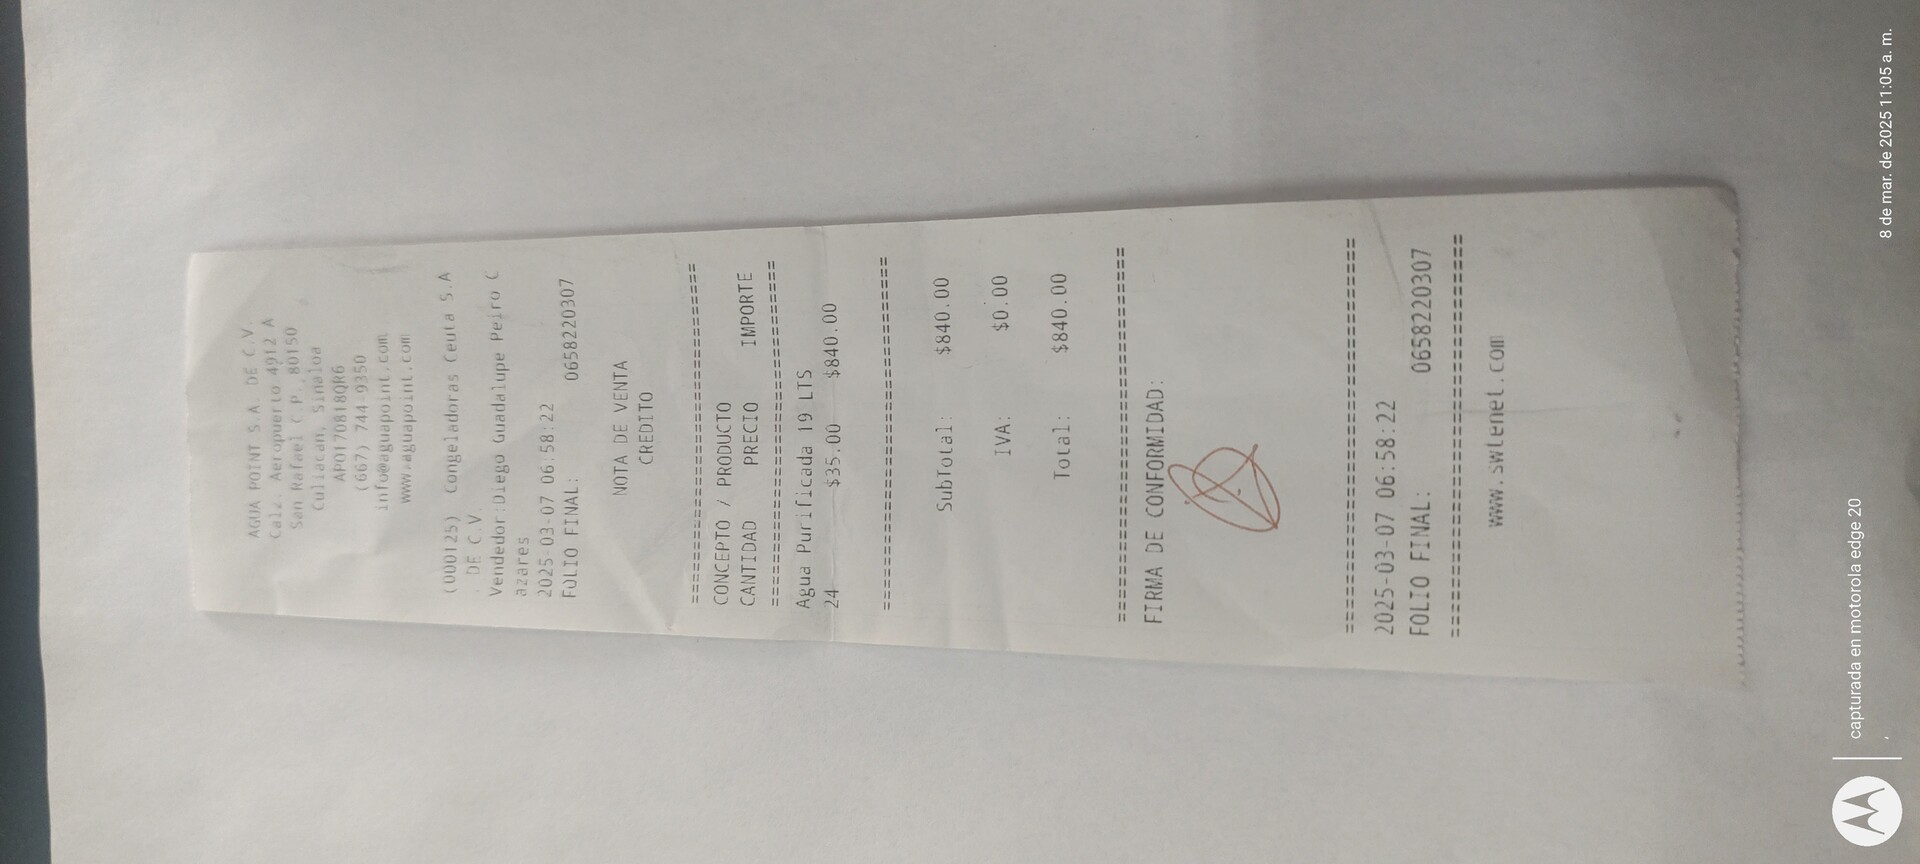 AGUA POINT S.A. DE C.V.
Calz. Aeropuerto 4912 A
San Rafael C.P., 80150
Culiacan, Sinaloa
APO170818QR6
(667) 744-9350
info@aguapoint.com
www.aguapoint.com
(000125) Congeladoras Ceuta S.A
. DE C.V.
Vendedor:Diego Guadalupe Peiro C
azares
2025-03-07 06:58:22
FOLIO FINAL: 0658220307
NOTA DE VENTA
CREDITO
================================
CONCEPTO / PRODUCTO
CANTIDAD PRECIO IMPORTE
================================
Agua Purificada 19 LTS
24 $35.00 $840.00
================================
SubTotal: $840.00
IVA: $0.00
Total: $840.00
================================
FIRMA DE CONFORMIDAD:
================================
2025-03-07 06:58:22
FOLIO FINAL: 0658220307
================================
www.swtenet.com
capturada en motorola edge 20
8 de mar. de 2025 11:05 a. m.